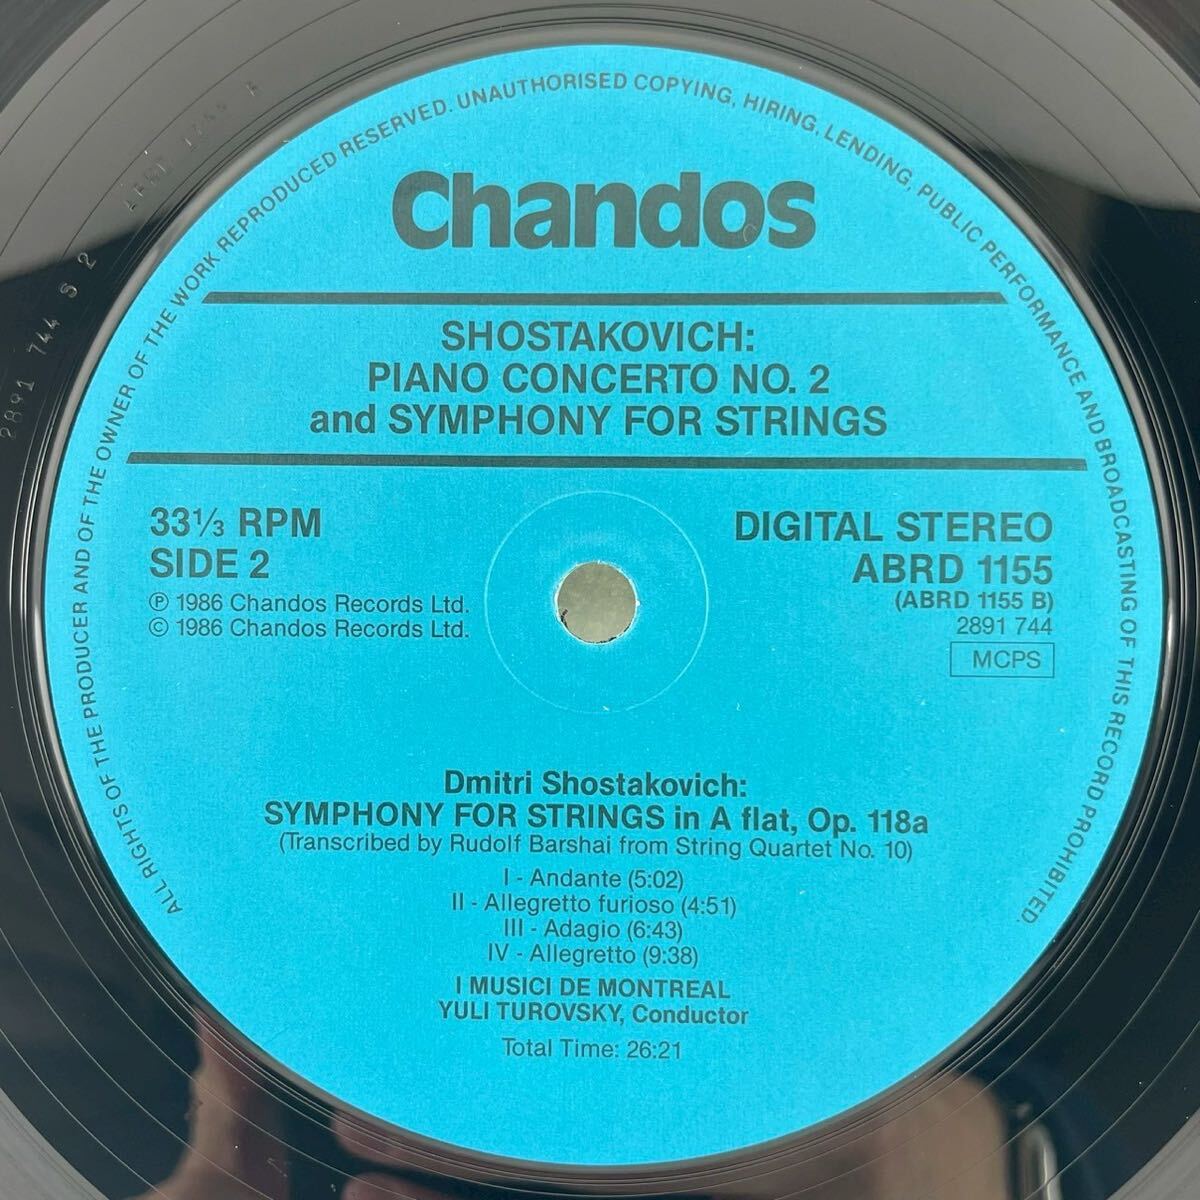 ALL RIGHTS OF THE PRODUCER AND OF THE OWNER OF THE WORK REPRODUCED RESERVED. UNAUTHORISED COPYING, HIRING, LENDING, PUBLIC PERFORMANCE AND BROADCASTING OF THIS RECORD PROHIBITED.
Chandos
SHOSTAKOVICH:
PIANO CONCERTO NO. 2
and SYMPHONY FOR STRINGS
33⅓ RPM
SIDE 2
℗ 1986 Chandos Records Ltd.
© 1986 Chandos Records Ltd.
DIGITAL STEREO
ABRD 1155
(ABRD 1155 B)
2891 744
MCPS
Dmitri Shostakovich:
SYMPHONY FOR STRINGS in A flat, Op. 118a
(Transcribed by Rudolf Barshai from String Quartet No. 10)
I - Andante (5:02)
II - Allegretto furioso (4:51)
III - Adagio (6:43)
IV - Allegretto (9:38)
I MUSICI DE MONTREAL
YULI TUROVSKY, Conductor
Total Time: 26:21
2891 744 S 2